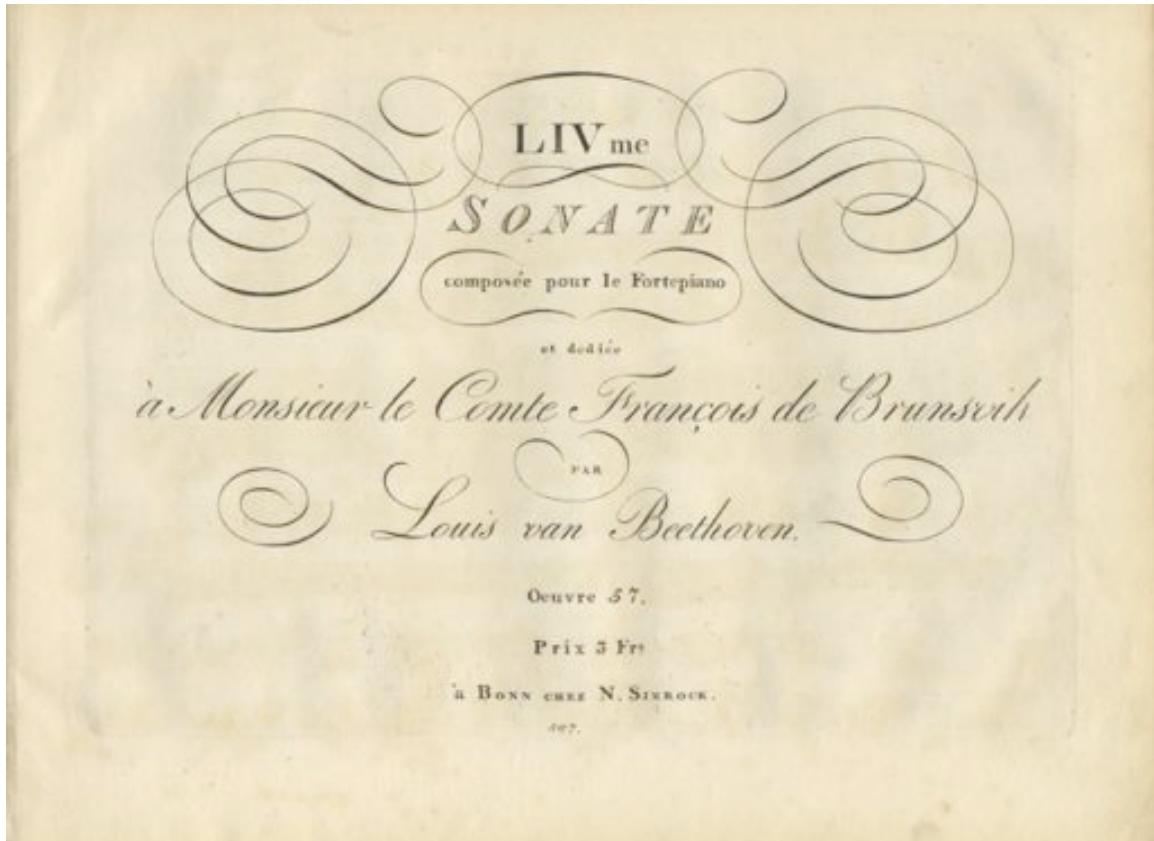 LIVme
SONATE
composée pour le Fortepiano
et dediée
à Monsieur le Comte François de Brunsvik
PAR
Louis van Beethoven.
Oeuvre 57.
Prix 3 Frs
à BONN CHEZ N. SIMROCK.